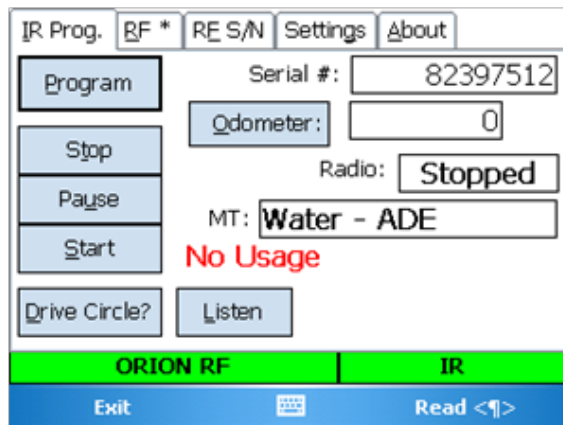 IR Prog. RF * RF S/N Settings About
Program
Serial #: 82397512
Odometer: 0
Stop
Radio: Stopped
Pause
MT: Water - ADE
Start
No Usage
Drive Circle? Listen
ORION RF IR
Exit Read <¶>